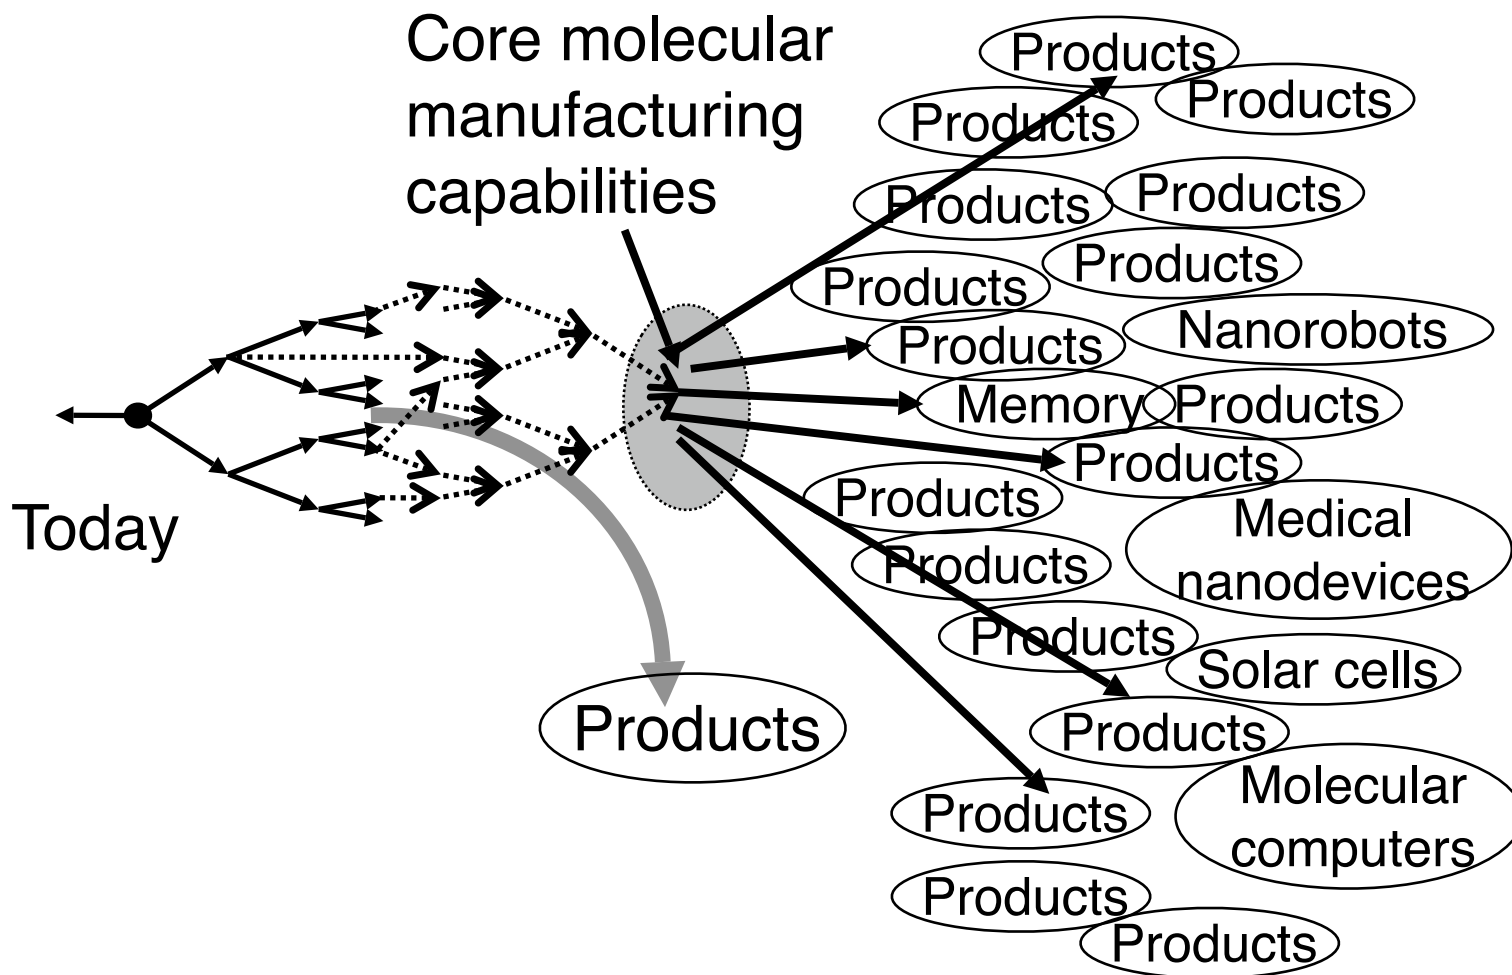 Core molecular
manufacturing
capabilities
Today
Products
Products
Products
Products
Products
Products
Products
Products
Nanorobots
Products
Memory
Products
Products
Products
Medical
nanodevices
Products
Products
Solar cells
Products
Products
Molecular
computers
Products
Products
Products